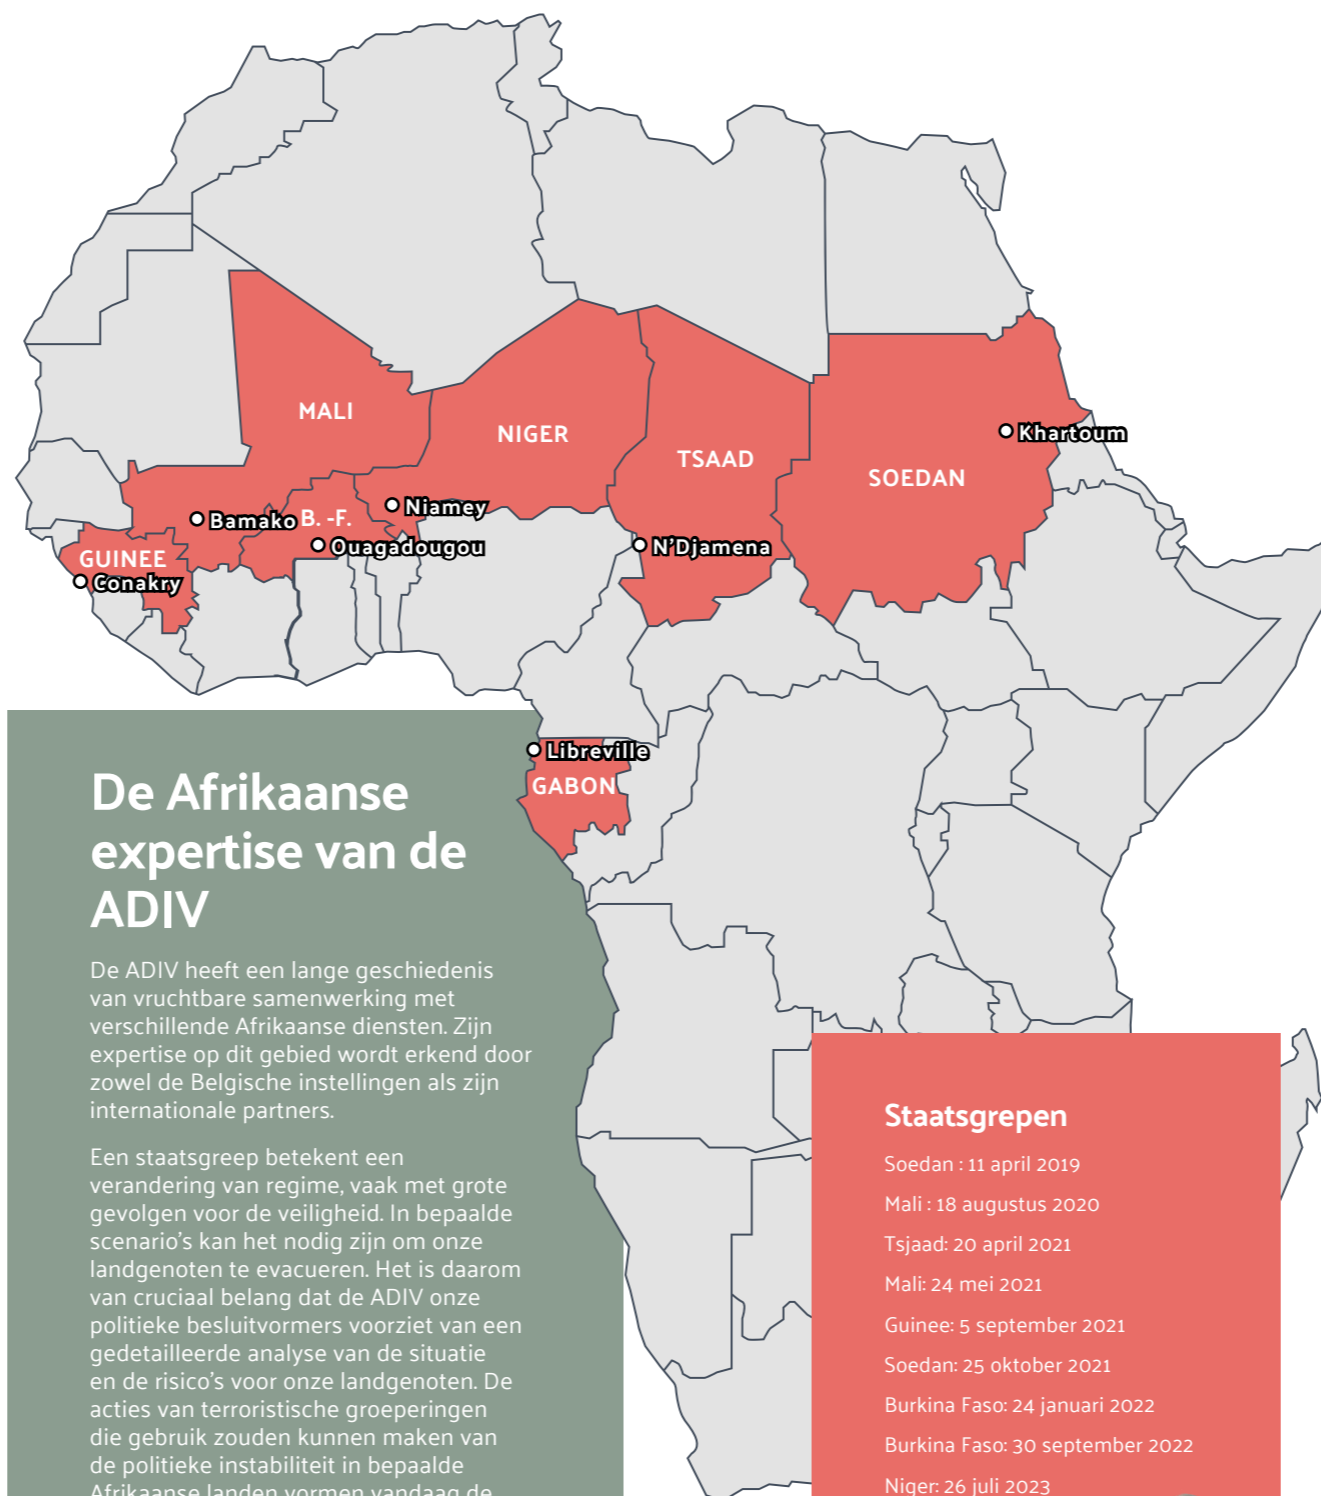 MALI
NIGER
TSAAD
SOEDAN
Khartoum
Bamako
B. -F.
Niamey
Ouagadougou
N'Djamena
GUINEE
Conakry
Libreville
GABON
De Afrikaanse
expertise van de
ADIV
De ADIV heeft een lange geschiedenis
van vruchtbare samenwerking met
verschillende Afrikaanse diensten. Zijn
expertise op dit gebied wordt erkend door
zowel de Belgische instellingen als zijn
internationale partners.
Een staatsgreep betekent een
verandering van regime, vaak met grote
gevolgen voor de veiligheid. In bepaalde
scenario's kan het nodig zijn om onze
landgenoten te evacueren. Het is daarom
van cruciaal belang dat de ADIV onze
politieke besluitvormers voorziet van een
gedetailleerde analyse van de situatie
en de risico's voor onze landgenoten. De
acties van terroristische groeperingen
die gebruik zouden kunnen maken van
de politieke instabiliteit in bepaalde
Afrikaanse landen vormen vandaag de
Staatsgrepen
Soedan : 11 april 2019
Mali : 18 augustus 2020
Tsjaad: 20 april 2021
Mali: 24 mei 2021
Guinee: 5 september 2021
Soedan: 25 oktober 2021
Burkina Faso: 24 januari 2022
Burkina Faso: 30 september 2022
Niger: 26 juli 2023